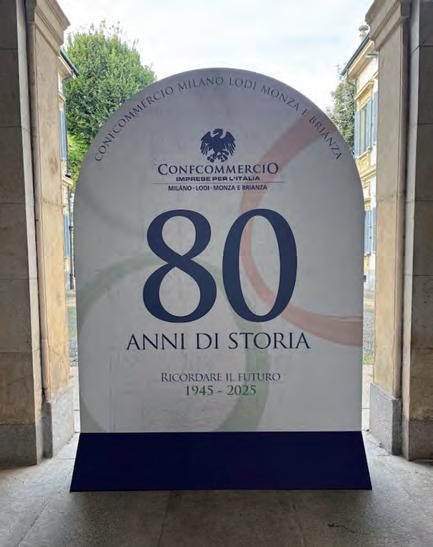 CONFCOMMERCIO MILANO LODI MONZA E BRIANZA
CONFCOMMERCIO
IMPRESE PER L'ITALIA
MILANO · LODI · MONZA E BRIANZA
80
ANNI DI STORIA
RICORDARE IL FUTURO
1945 - 2025